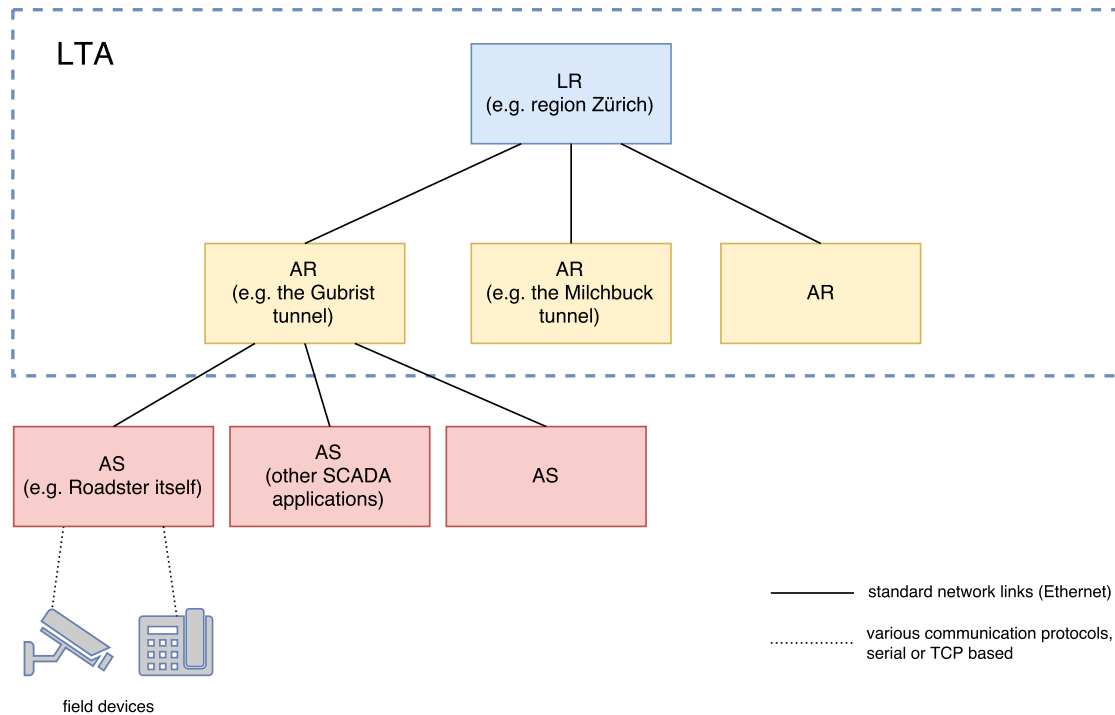 LTA
LR
(e.g. region Zürich)
AR
(e.g. the Gubrist
tunnel)
AR
(e.g. the Milchbuck
tunnel)
AR
AS
(e.g. Roadster itself)
AS
(other SCADA
applications)
AS
standard network links (Ethernet)
various communication protocols,
serial or TCP based
field devices